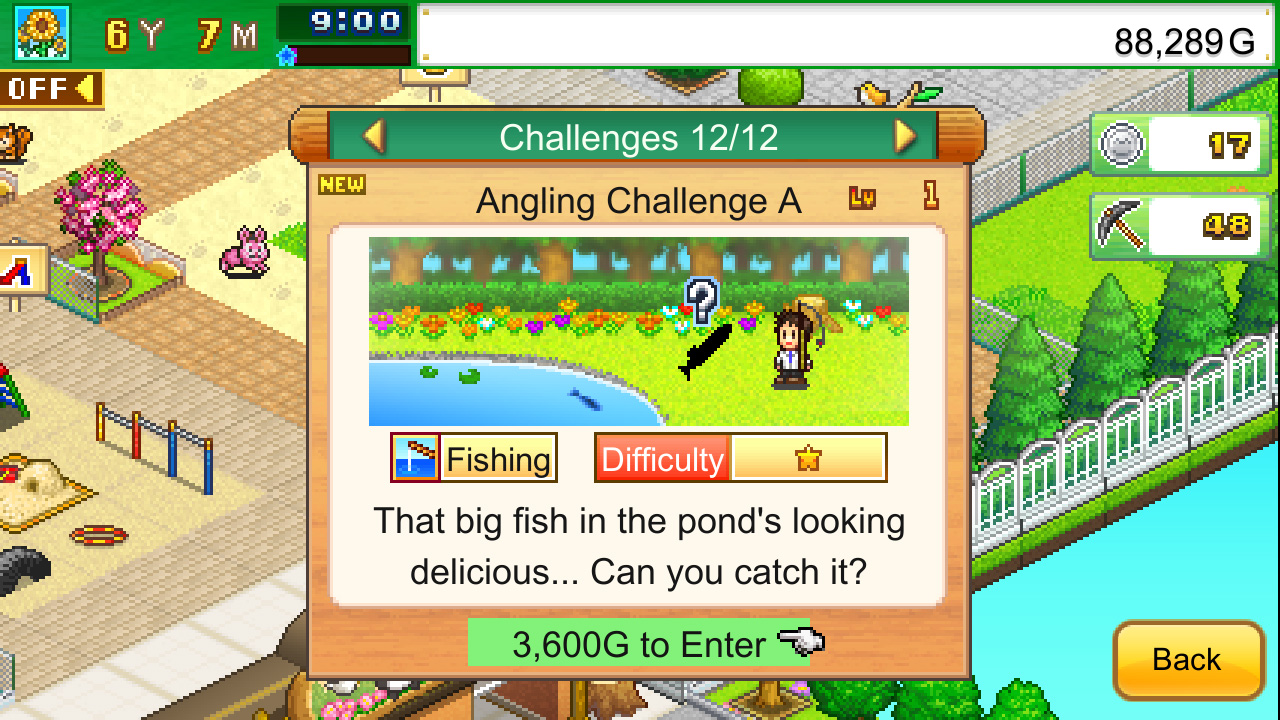 6Y 7M
9:00
88,289G
OFF
Challenges 12/12
17
NEW
Angling Challenge A Lv 1
48
?
Fishing
Difficulty
That big fish in the pond's looking
delicious... Can you catch it?
3,600G to Enter
Back